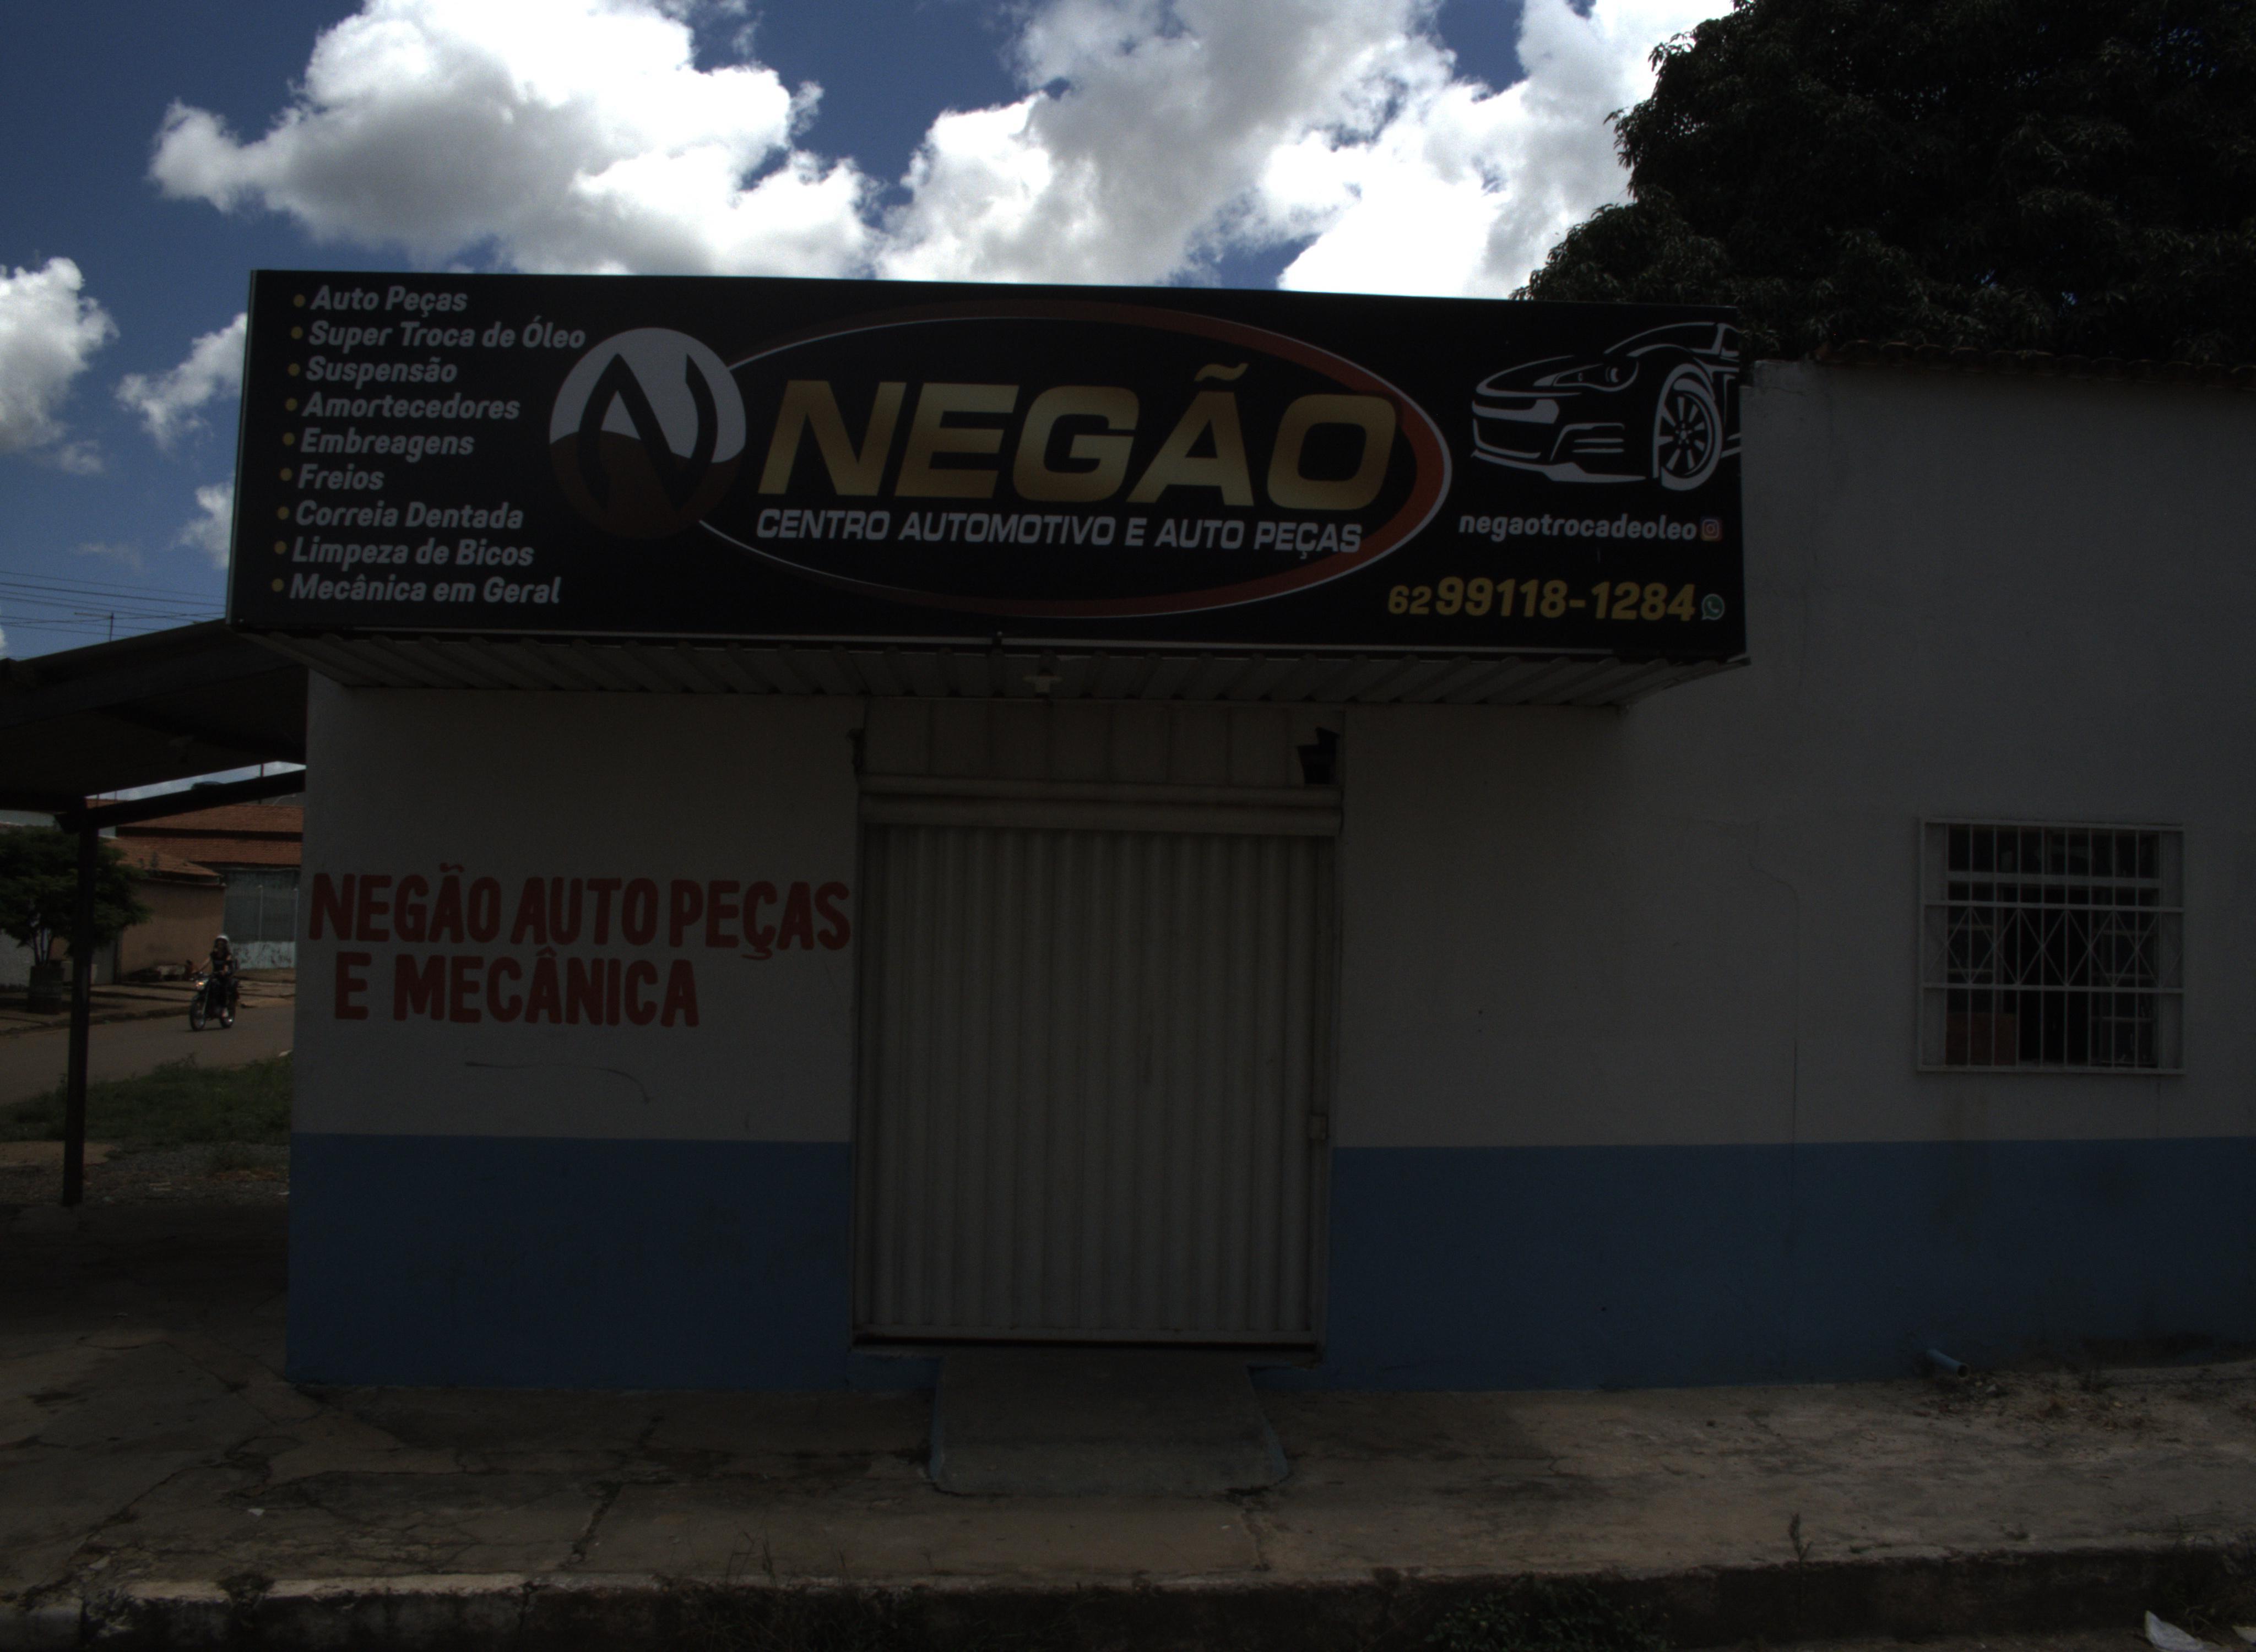 • Auto Peças
• Super Troca de Óleo
• Suspensão
• Amortecedores
• Embreagens
• Freios
• Correia Dentada
• Limpeza de Bicos
• Mecânica em Geral
NEGÃO
CENTRO AUTOMOTIVO E AUTO PEÇAS
negaotrocadeoleo
62 99118-1284
NEGÃO AUTO PEÇAS
E MECÂNICA